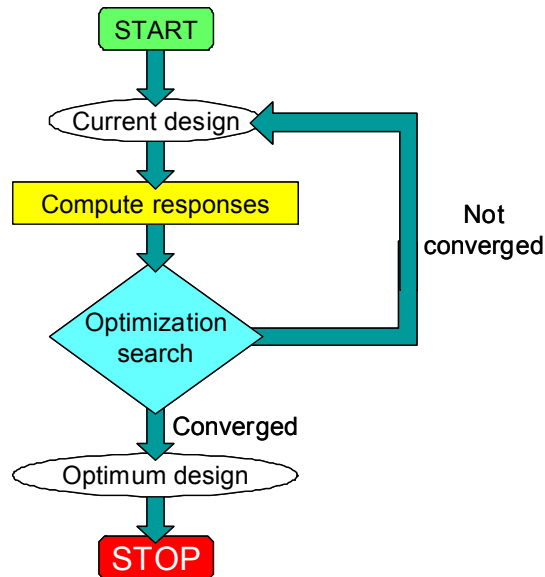 START
Current design
Compute responses
Not
converged
Optimization
search
Converged
Optimum design
STOP